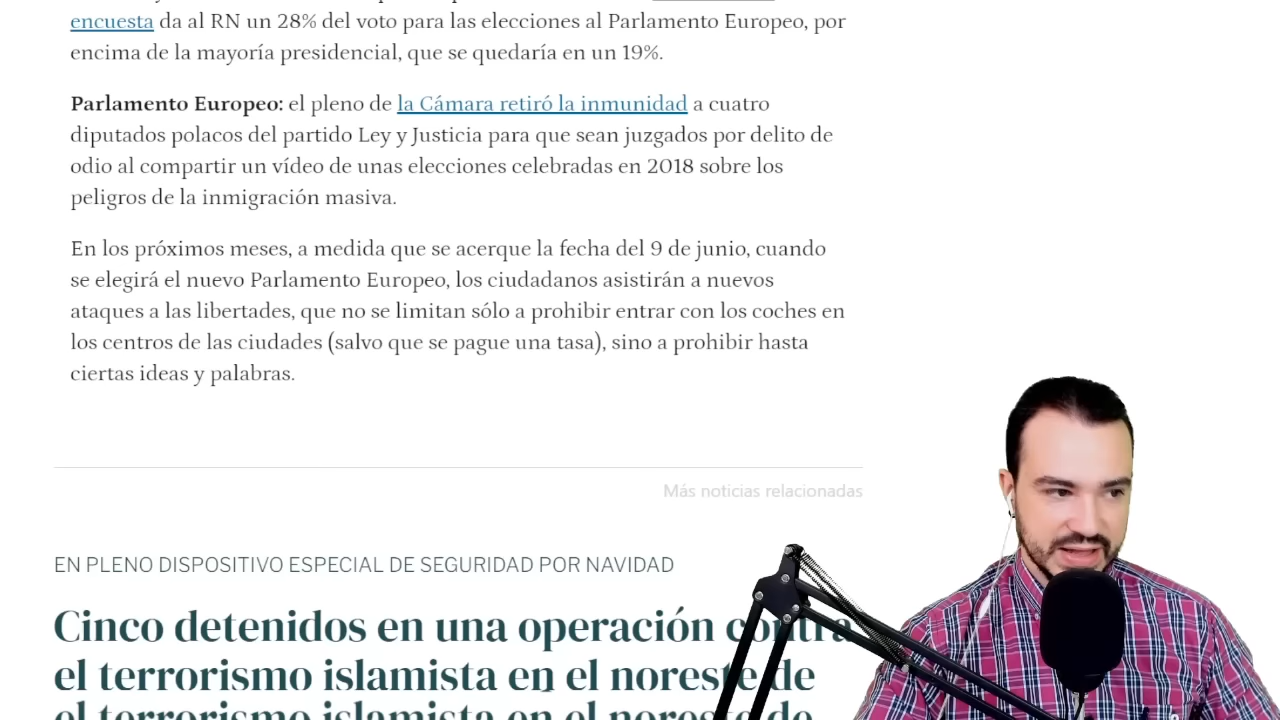 encuesta da al RN un 28% del voto para las elecciones al Parlamento Europeo, por
encima de la mayoría presidencial, que se quedaría en un 19%.
Parlamento Europeo: el pleno de la Cámara retiró la inmunidad a cuatro
diputados polacos del partido Ley y Justicia para que sean juzgados por delito de
odio al compartir un vídeo de unas elecciones celebradas en 2018 sobre los
peligros de la inmigración masiva.
En los próximos meses, a medida que se acerque la fecha del 9 de junio, cuando
se elegirá el nuevo Parlamento Europeo, los ciudadanos asistirán a nuevos
ataques a las libertades, que no se limitan sólo a prohibir entrar con los coches en
los centros de las ciudades (salvo que se pague una tasa), sino a prohibir hasta
ciertas ideas y palabras.
Más noticias relacionadas
EN PLENO DISPOSITIVO ESPECIAL DE SEGURIDAD POR NAVIDAD
Cinco detenidos en una operación contra
el terrorismo islamista en el noreste de
el terrorismo islamista en el noreste de